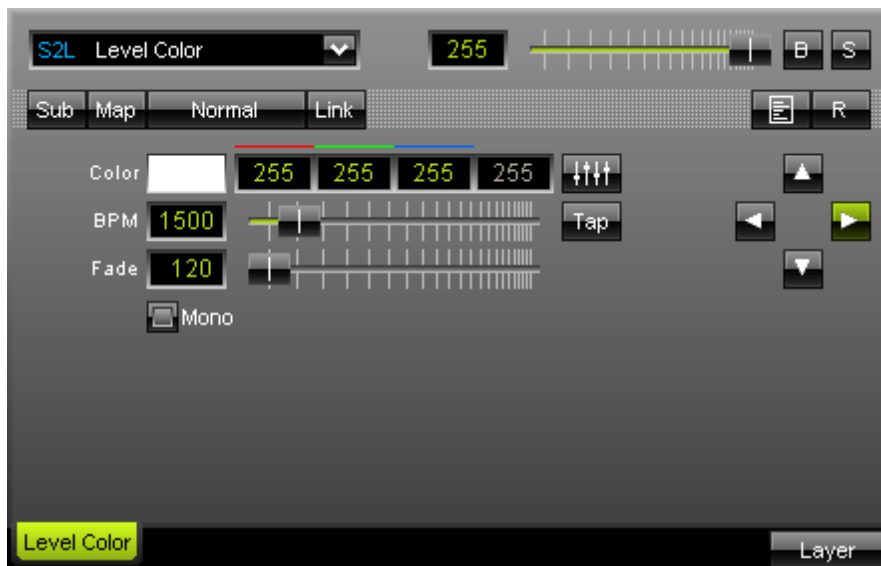 S2L Level Color 255 B S
Sub Map Normal Link R
Color 255 255 255 255
BPM 1500 Tap
Fade 120
Mono
Level Color Layer